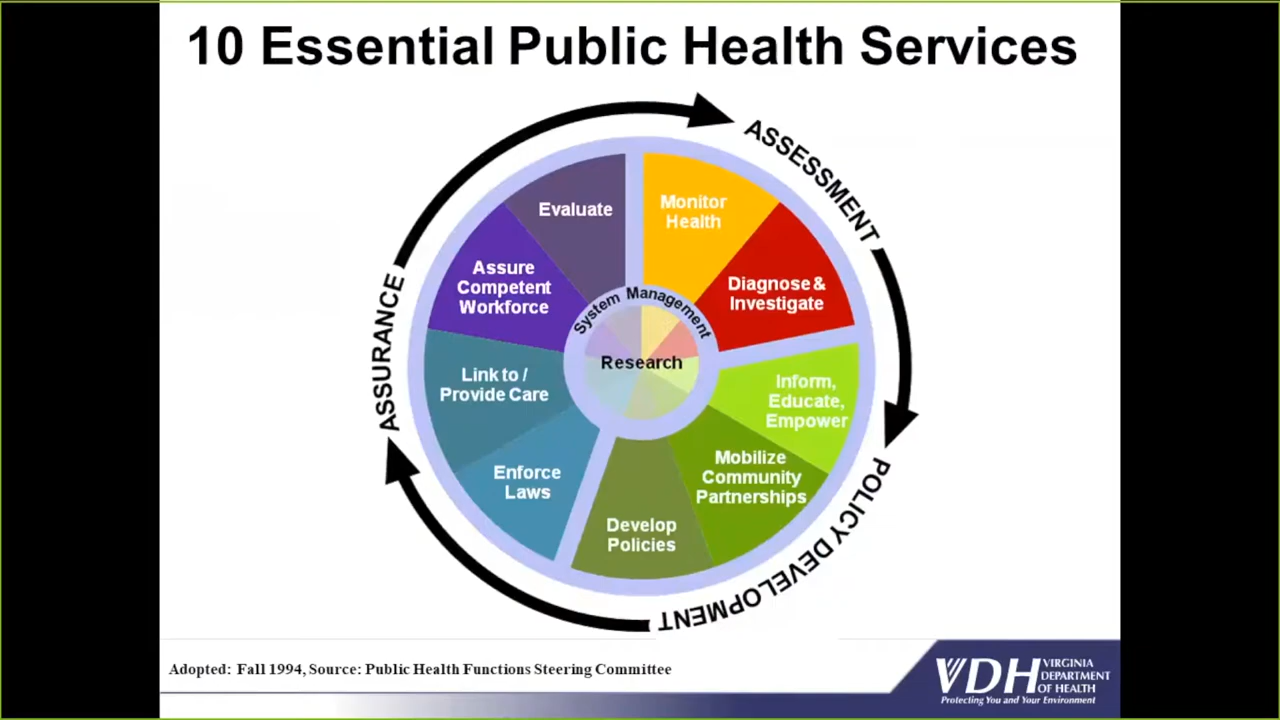 10 Essential Public Health Services
ASSESSMENT
Monitor
Health
Diagnose &
Investigate
POLICY DEVELOPMENT
Inform,
Educate,
Empower
Mobilize
Community
Partnerships
Develop
Policies
ASSURANCE
Enforce
Laws
Link to /
Provide Care
Assure
Competent
Workforce
Evaluate
System Management
Research
Adopted: Fall 1994, Source: Public Health Functions Steering Committee
VDH
VIRGINIA
DEPARTMENT
OF HEALTH
Protecting You and Your Environment